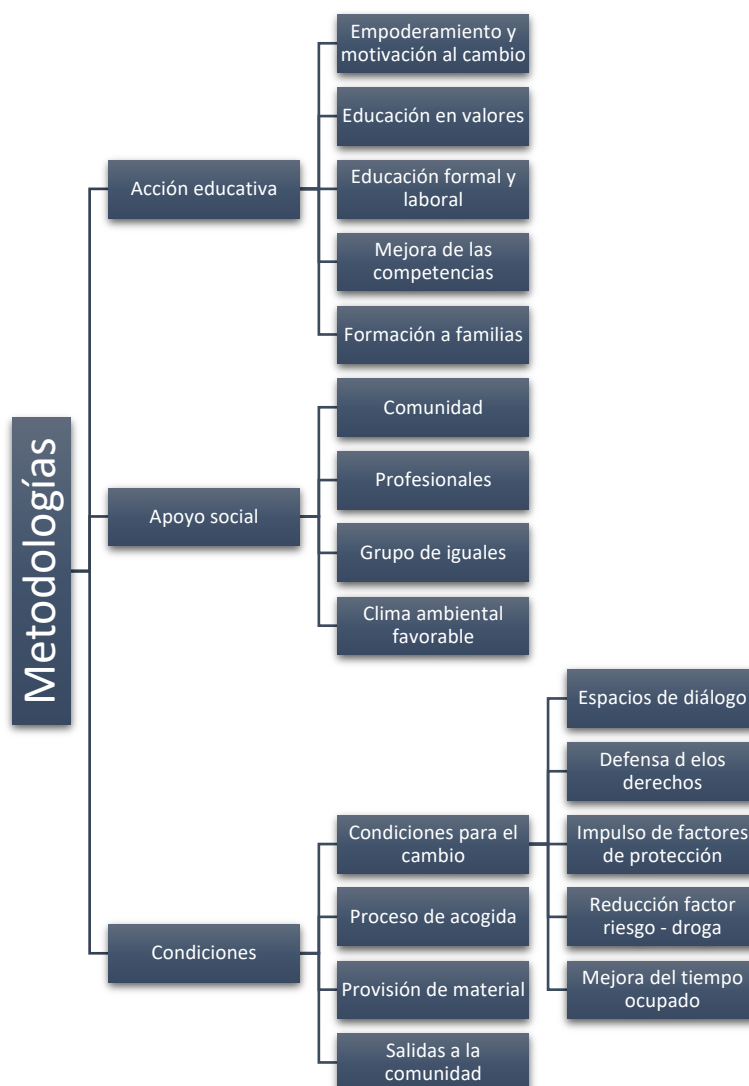 Metodologías
Acción educativa
Empoderamiento y
motivación al cambio
Educación en valores
Educación formal y
laboral
Mejora de las
competencias
Formación a familias
Apoyo social
Comunidad
Profesionales
Grupo de iguales
Clima ambiental
favorable
Condiciones
Condiciones para el
cambio
Espacios de diálogo
Defensa d elos
derechos
Impulso de factores
de protección
Reducción factor
riesgo - droga
Mejora del tiempo
ocupado
Proceso de acogida
Provisión de material
Salidas a la
comunidad